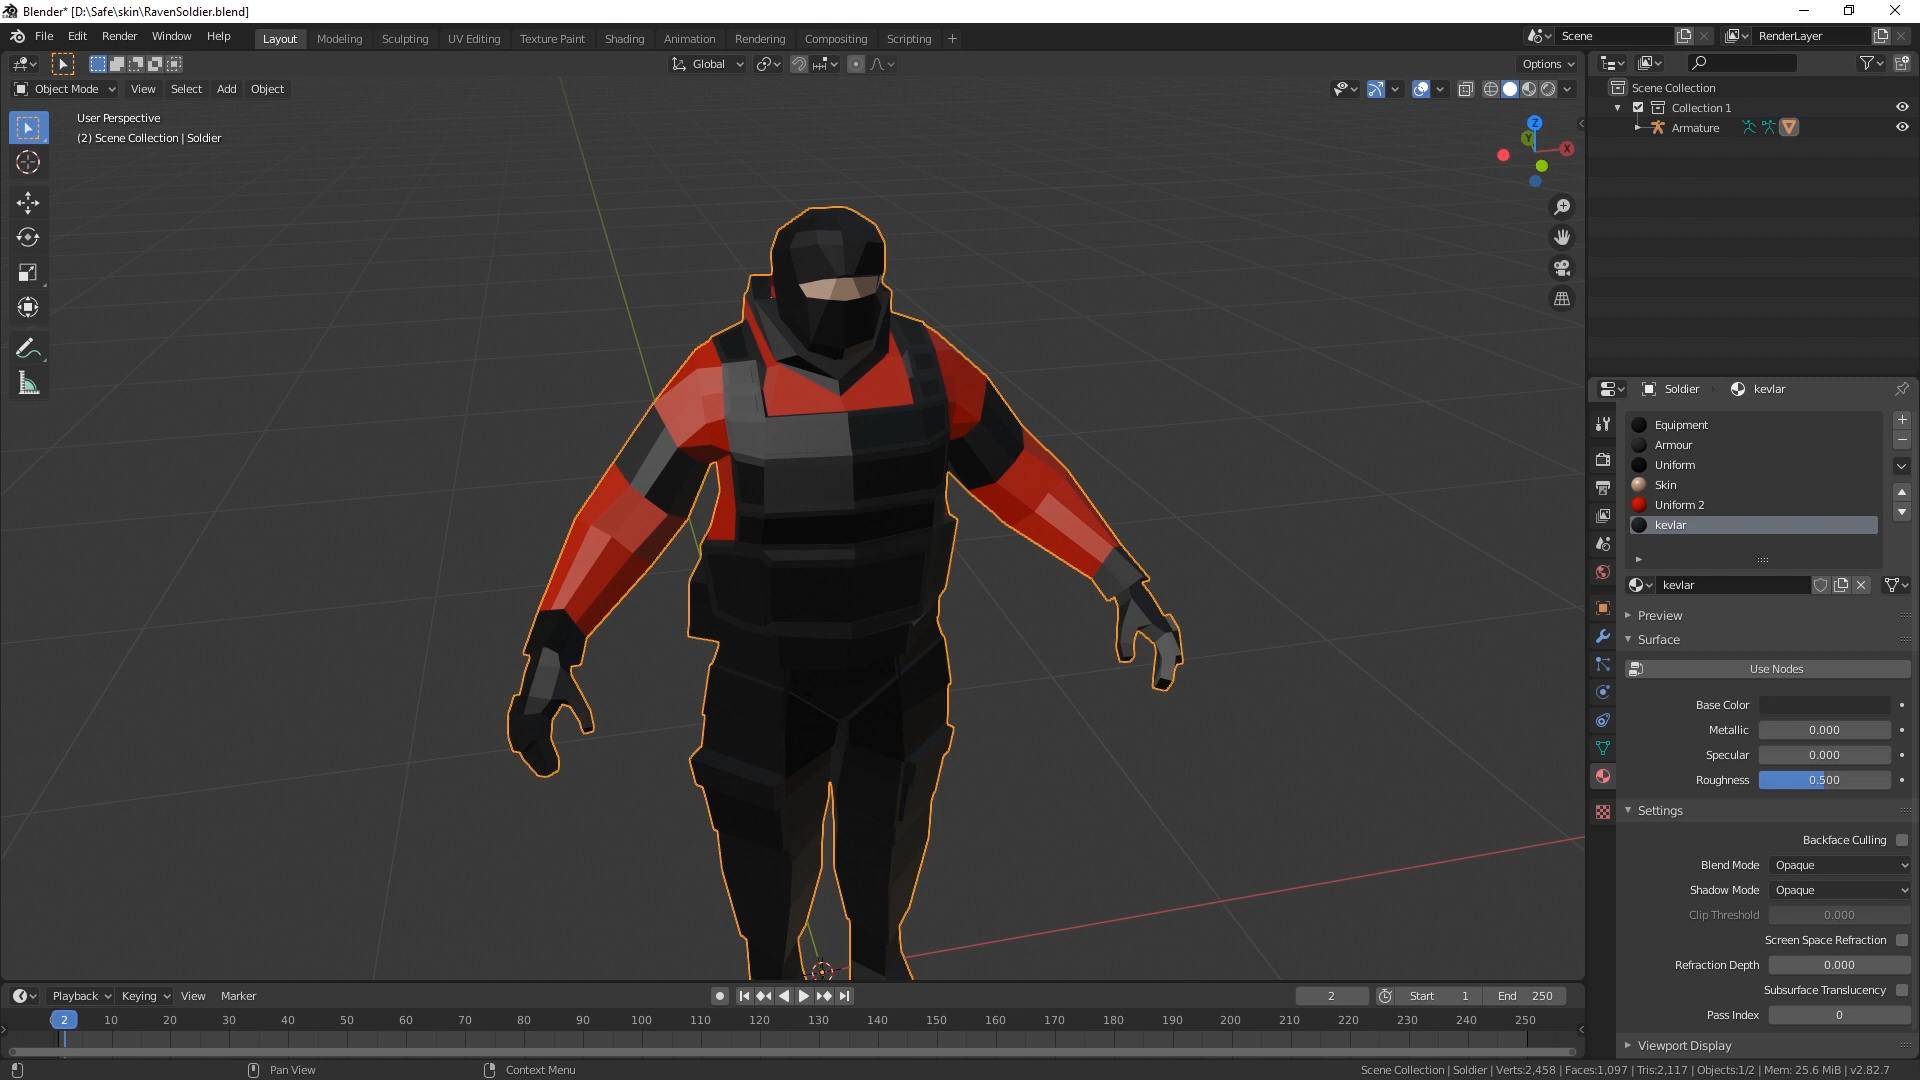 Blender* [D:\Safe\skin\RavenSoldier.blend]
File Edit Render Window Help Layout Modeling Sculpting UV Editing Texture Paint Shading Animation Rendering Compositing Scripting + Scene RenderLayer
Global Options
Object Mode View Select Add Object
User Perspective
(2) Scene Collection | Soldier
Z
Y
X
Scene Collection
Collection 1
Armature
Soldier kevlar
Equipment
Armour
Uniform
Skin
Uniform 2
kevlar
kevlar
Preview
Surface
Use Nodes
Base Color
Metallic 0.000
Specular 0.000
Roughness 0.500
Settings
Backface Culling
Blend Mode Opaque
Shadow Mode Opaque
Clip Threshold 0.000
Screen Space Refraction
Refraction Depth 0.000
Subsurface Translucency
Pass Index 0
Viewport Display
Playback Keying View Marker 2 Start 1 End 250
2 10 20 30 40 50 60 70 80 90 100 110 120 130 140 150 160 170 180 190 200 210 220 230 240 250
Pan View Context Menu Scene Collection | Soldier | Verts:2,458 | Faces:1,097 | Tris:2,117 | Objects:1/2 | Mem: 25.6 MiB | v2.82.7